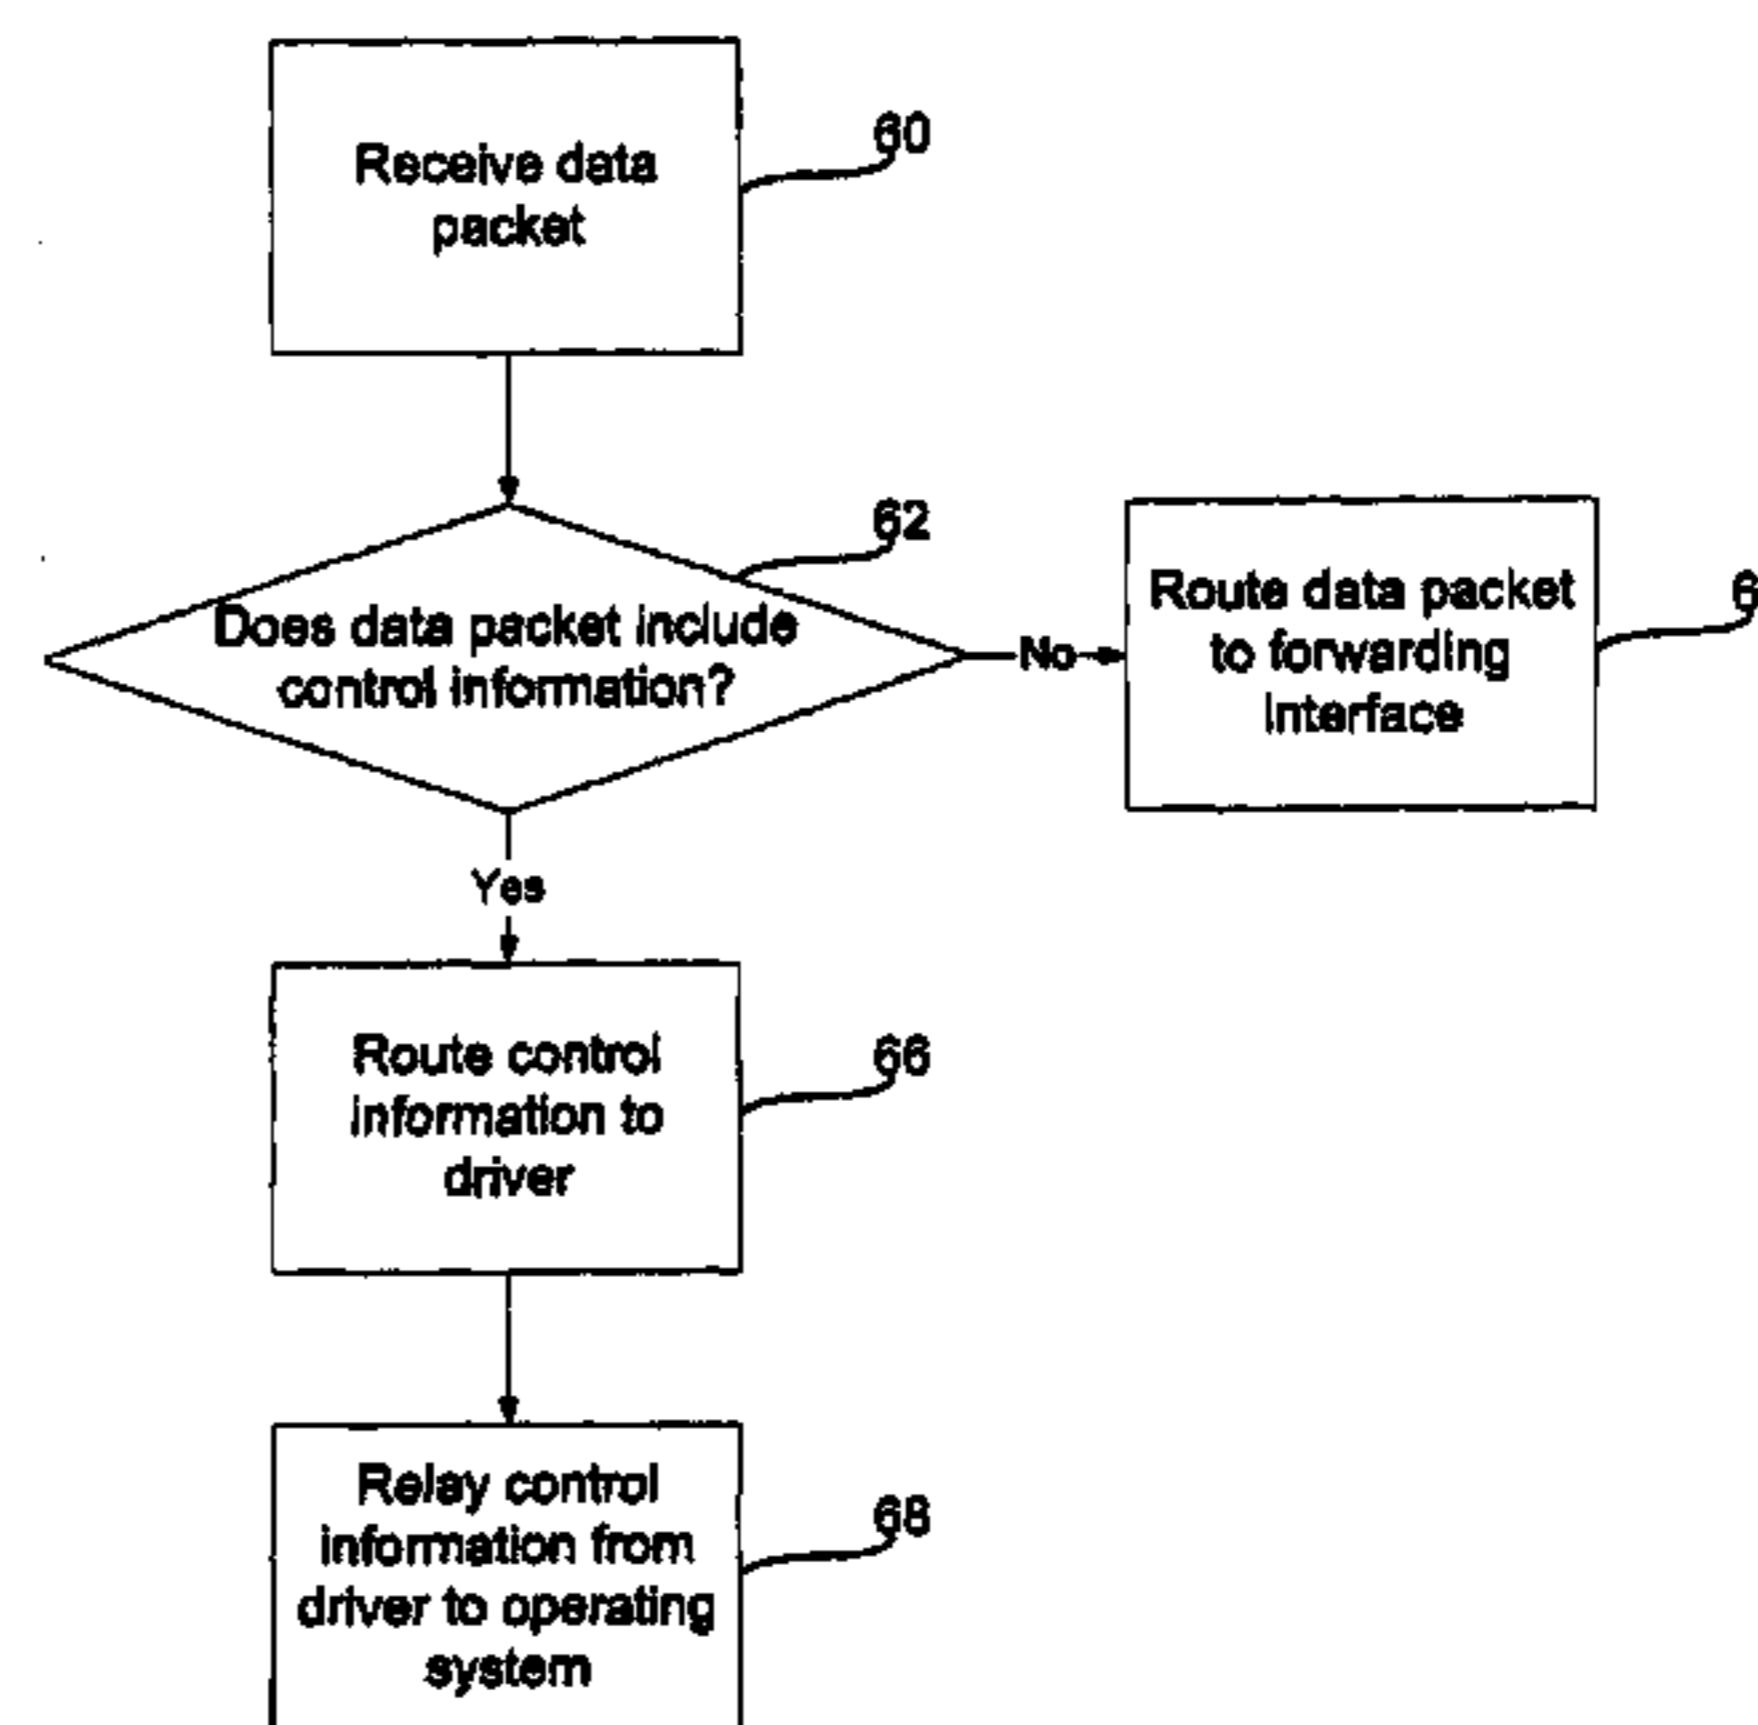 Receive data
packet
60
Does data packet include
control information?
62
No
Route data packet
to forwarding
interface
6
Yes
Route control
information to
driver
66
Relay control
information from
driver to operating
system
68